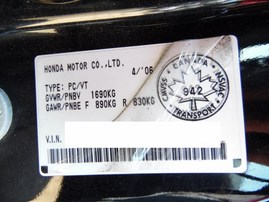 HONDA MOTOR CO.,LTD.
4/'06
TYPE: PC/VT
GVWR/PNBV 1690KG
GAWR/PNBE F 890KG R 830KG
V.I.N.
CANADA
CMVSS
NSVAC
942
TRANSPORT